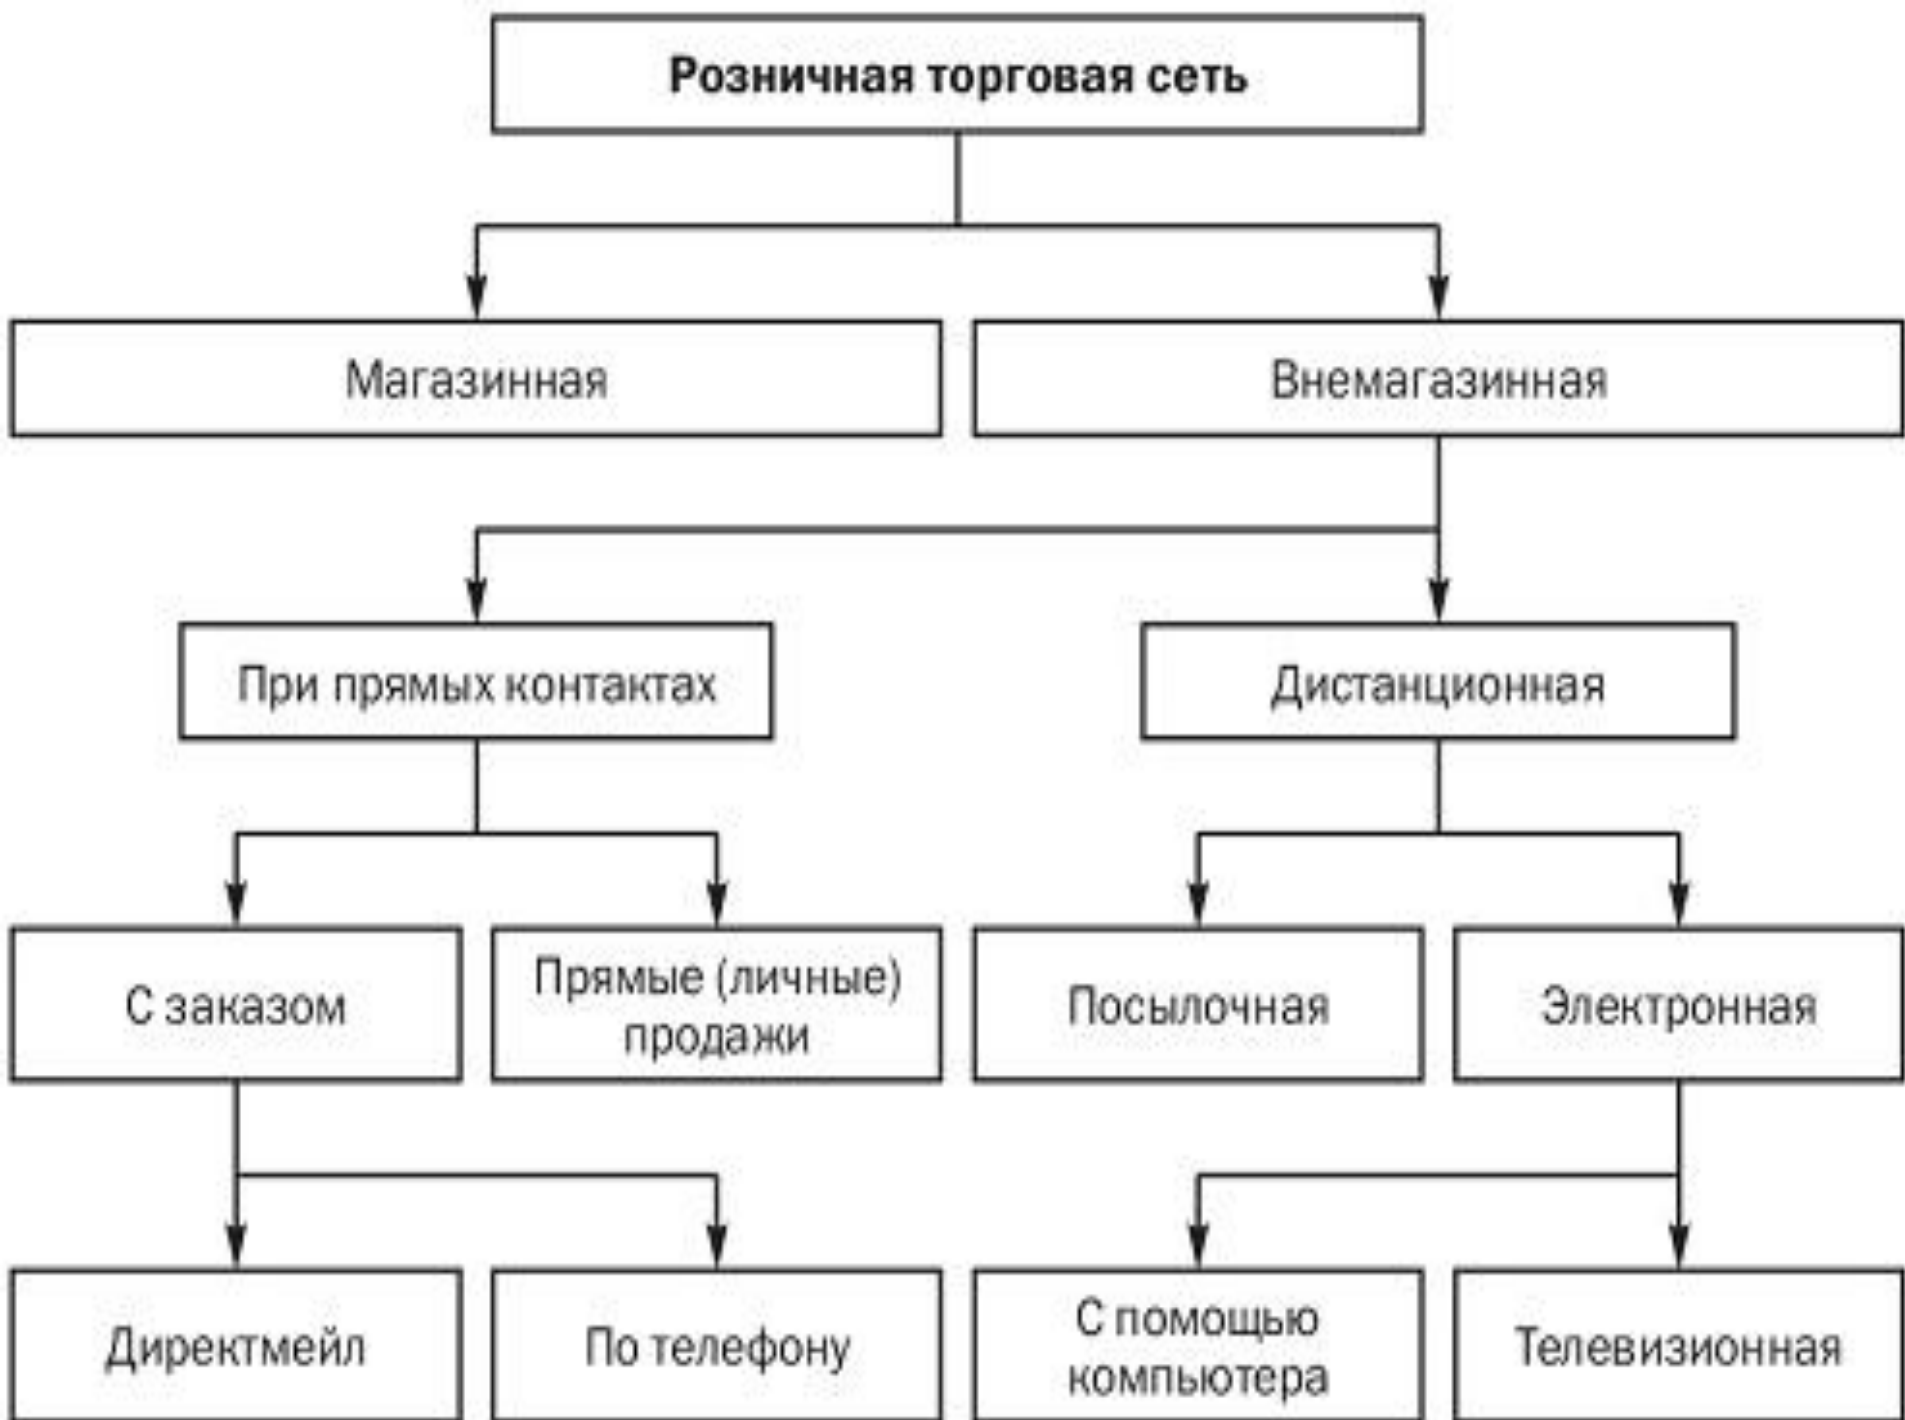 Розничная торговая сеть
Магазинная
Внемагазинная
При прямых контактах
Дистанционная
С заказом
Прямые (личные)
продажи
Посылочная
Электронная
Директмейл
По телефону
С помощью
компьютера
Телевизионная